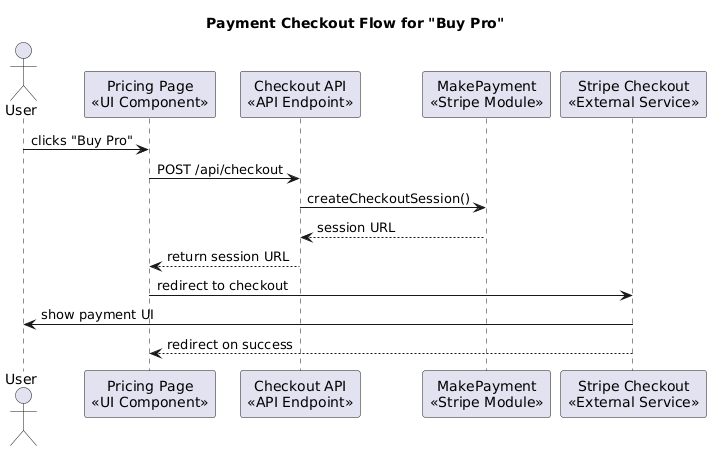 Payment Checkout Flow for "Buy Pro"
User
Pricing Page
«UI Component»
Checkout API
«API Endpoint»
MakePayment
«Stripe Module»
Stripe Checkout
«External Service»
clicks "Buy Pro"
POST /api/checkout
createCheckoutSession()
session URL
return session URL
redirect to checkout
show payment UI
redirect on success
User
Pricing Page
«UI Component»
Checkout API
«API Endpoint»
MakePayment
«Stripe Module»
Stripe Checkout
«External Service»